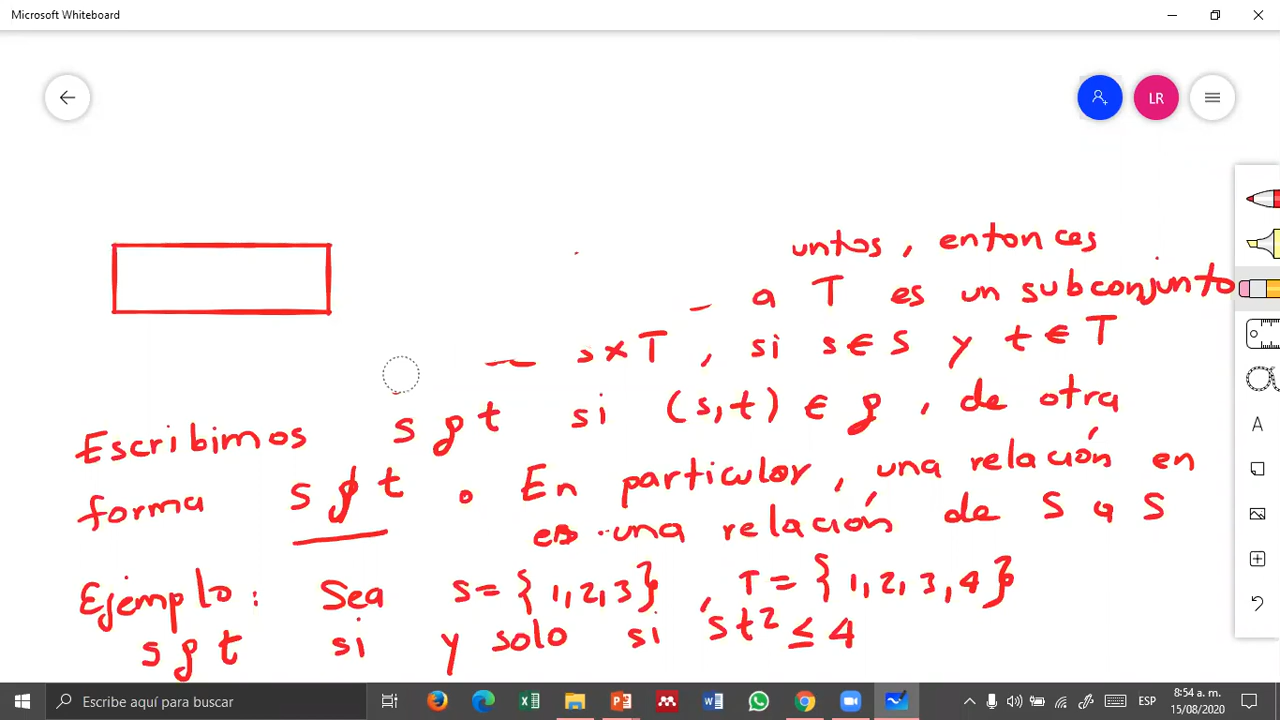 Microsoft Whiteboard
LR
untos, entonces
a T es un subconjunto
s×T, si s∈S y t∈T
Escribimos s ρ t si (s,t) ∈ ρ, de otra
forma s ρ̸ t. En particular, una relación en
es una relación de S a S
Ejemplo: Sea S={1,2,3}, T={1,2,3,4}
s ρ t si y solo si st² ≤ 4
A
Escribe aquí para buscar
ESP
8:54 a. m.
15/08/2020